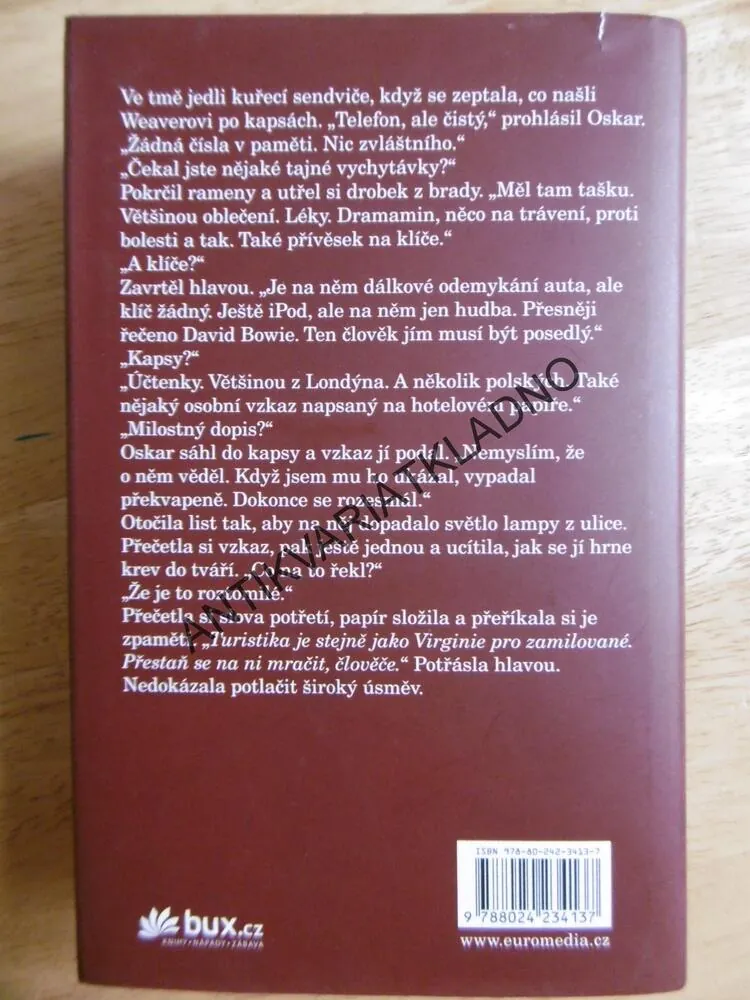 Ve tmě jedli kuřecí sendviče, když se zeptala, co našli
Weaverovi po kapsách. „Telefon, ale čistý,“ prohlásil Oskar.
„Žádná čísla v paměti. Nic zvláštního.“
„Čekal jste nějaké tajné vychytávky?“
Pokrčil rameny a utřel si drobek z brady. „Měl tam tašku.
Většinou oblečení. Léky. Dramamin, něco na trávení, proti
bolesti a tak. Také přívěsek na klíče.“
„A klíče?“
Zavrtěl hlavou. „Je na něm dálkové odemykání auta, ale
klíč žádný. Ještě iPod, ale na něm jen hudba. Přesněji
řečeno David Bowie. Ten člověk jím musí být posedlý.“
„Kapsy?“
„Účtenky. Většinou z Londýna. A několik polských. Také
nějaký osobní vzkaz napsaný na hotelovém papíře.“
„Milostný dopis?“
Oskar sáhl do kapsy a vzkaz jí podal. „Nemyslím, že
o něm věděl. Když jsem mu ho ukázal, vypadal
překvapeně. Dokonce se rozesmál.“
Otočila list tak, aby na něj dopadalo světlo lampy z ulice.
Přečetla si vzkaz, pak ještě jednou a ucítila, jak se jí hrne
krev do tváří. „Co na to řekl?“
„Že je to roztomilé.“
Přečetla si slova potřetí, papír složila a přeříkala si je
zpaměti. „Turistika je stejně jako Virginie pro zamilované.
Přestaň se na ni mračit, člověče.“ Potřásla hlavou.
Nedokázala potlačit široký úsměv.
ANTIKVARIATKLADNO
ISBN 978-80-242-3413-7
9 788024 234137
www.euromedia.cz
bux.cz
KNIHY•NÁPADY•ZÁBAVA